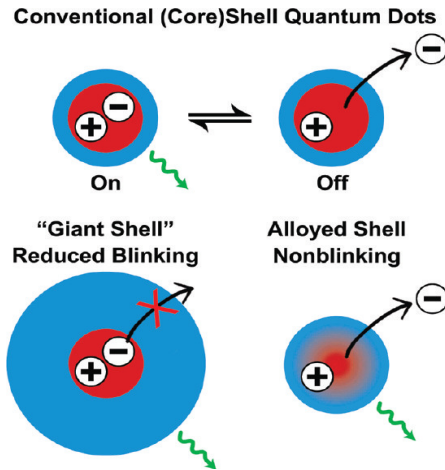 Conventional (Core)Shell Quantum Dots
−
− 
+
+
On
Off
“Giant Shell”
Reduced Blinking
Alloyed Shell
Nonblinking
−
−
+
+